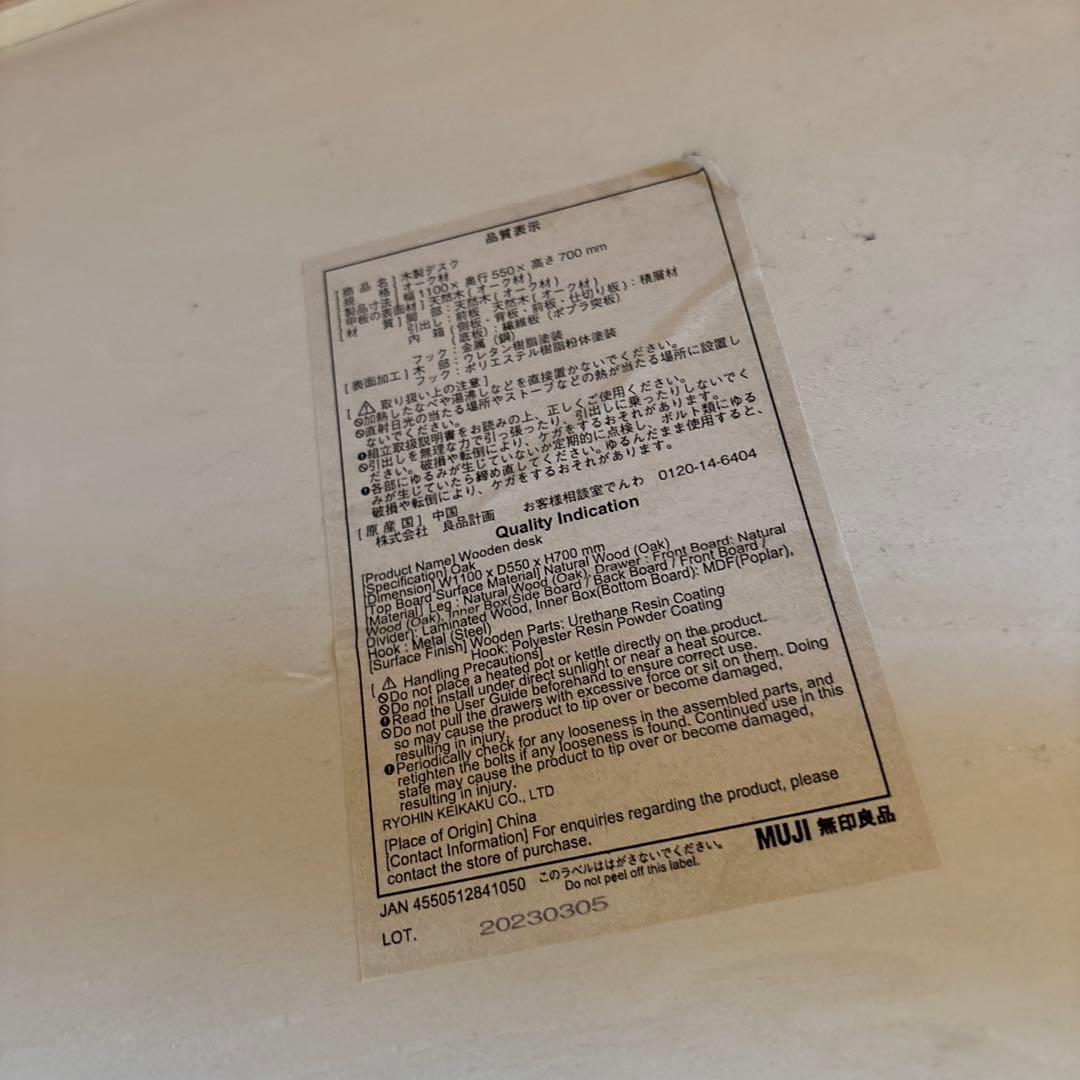 品質表示
[商品名] 木製デスク
[規格] オーク材
[製品寸法] 幅1100×奥行550×高さ700mm
[甲板の表面材] 天然木(オーク材)
[材質] 脚部:天然木(オーク材)
引出し:前板:天然木(オーク材)
内箱(側板・背板・前板・仕切り板):積層材
(底板):繊維板(ポプラ突板)
フック:金属(鋼)
[表面加工] 木部:ウレタン樹脂塗装
フック:ポリエステル樹脂粉体塗装
[⚠ 取り扱い上の注意]
加熱したなべや湯沸しなどを直接置かないでください。
直射日光の当たる場所やストーブなどの熱が当たる場所に設置し
ないでください。
組立取扱説明書をお読みの上、正しくご使用ください。
引出しを無理な力で引っ張ったり、引出しに乗ったりしないでく
ださい。破損や転倒により、ケガをするおそれがあります。
各部にゆるみが生じていないか定期的に点検し、ボルト類にゆる
みが生じていたら締め直してください。ゆるんだまま使用すると、
破損や転倒により、ケガをするおそれがあります。
[原産国] 中国
株式会社 良品計画 お客様相談室でんわ 0120-14-6404
Quality Indication
[Product Name] Wooden desk
[Specification] Oak
[Dimension] W1100 x D550 x H700 mm
[Top Board Surface Material] Natural Wood (Oak)
[Material] Leg : Natural Wood (Oak), Drawer : Front Board: Natural
Wood (Oak), Inner Box(Side Board / Back Board / Front Board /
Divider): Laminated Wood, Inner Box(Bottom Board): MDF(Poplar),
Hook : Metal (Steel)
[Surface Finish] Wooden Parts: Urethane Resin Coating
Hook: Polyester Resin Powder Coating
[⚠ Handling Precautions]
Do not place a heated pot or kettle directly on the product.
Do not install under direct sunlight or near a heat source.
Read the User Guide beforehand to ensure correct use.
Do not pull the drawers with excessive force or sit on them. Doing
so may cause the product to tip over or become damaged,
resulting in injury.
Periodically check for any looseness in the assembled parts, and
retighten the bolts if any looseness is found. Continued use in this
state may cause the product to tip over or become damaged,
resulting in injury.
RYOHIN KEIKAKU CO., LTD
[Place of Origin] China
[Contact Information] For enquiries regarding the product, please
contact the store of purchase.
MUJI 無印良品
JAN 4550512841050 このラベルははがさないでください。
Do not peel off this label.
LOT. 20230305